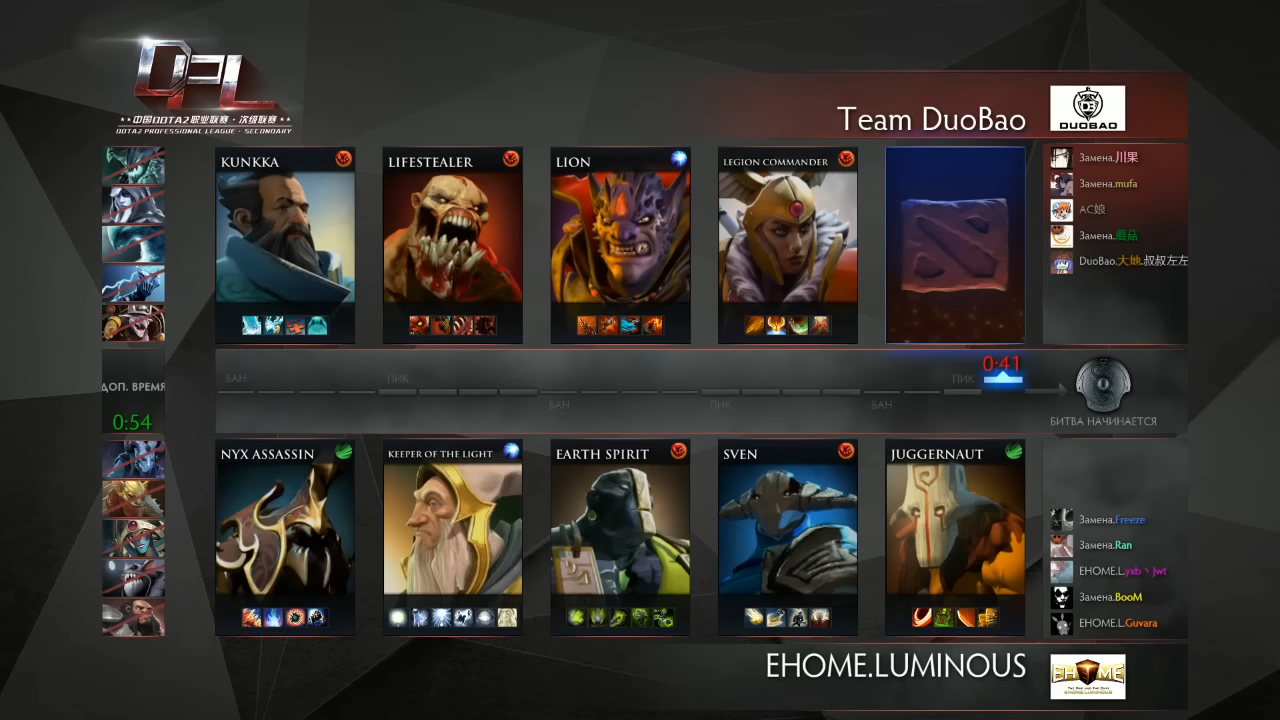 DPL
中国DOTA2职业联赛·次级联赛
DOTA2 PROFESSIONAL LEAGUE · SECONDARY
Team DuoBao
DUOBAO
KUNKKA
LIFESTEALER
LION
LEGION COMMANDER
Замена.川果
Замена.mufa
AC娘
Замена.蘑菇
DuoBao.大地.叔叔左左
ДОП. ВРЕМЯ
0:54
БАН
ПИК
БАН
ПИК
БАН
ПИК
0:41
БИТВА НАЧИНАЕТСЯ
NYX ASSASSIN
KEEPER OF THE LIGHT
EARTH SPIRIT
SVEN
JUGGERNAUT
Замена.Freeze
Замена.Ran
EHOME.L.yxb丶Jwt
Замена.BooM
EHOME.L.Guvara
EHOME.LUMINOUS
EHOME